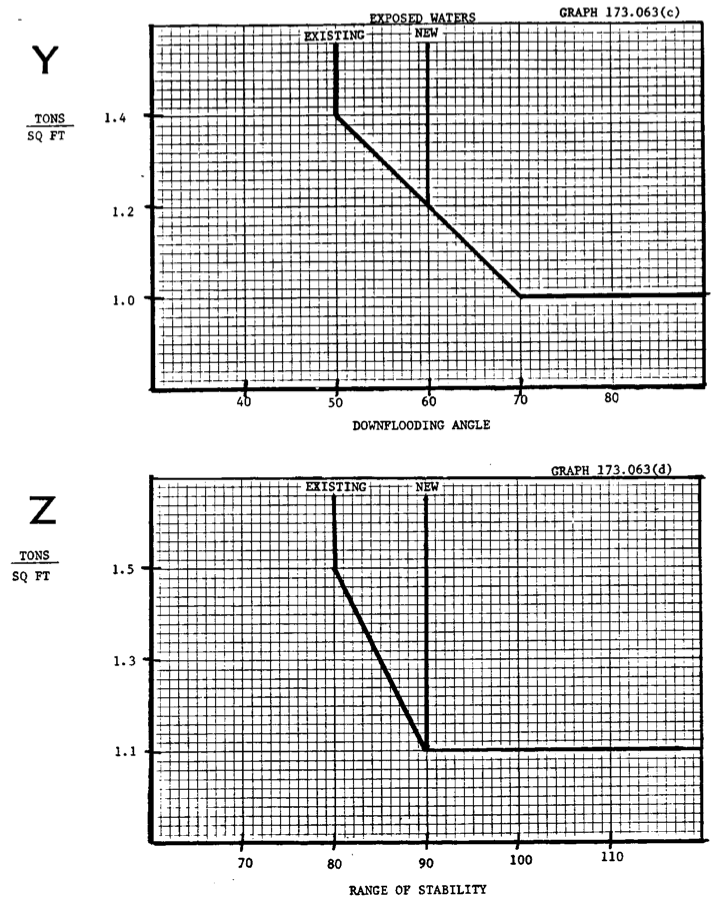 EXPOSED WATERS GRAPH 173.063(c)
EXISTING NEW
Y
TONS
SQ FT
1.4
1.2
1.0
40 50 60 70 80
DOWNFLOODING ANGLE
GRAPH 173.063(d)
EXISTING NEW
Z
TONS
SQ FT
1.5
1.3
1.1
70 80 90 100 110
RANGE OF STABILITY